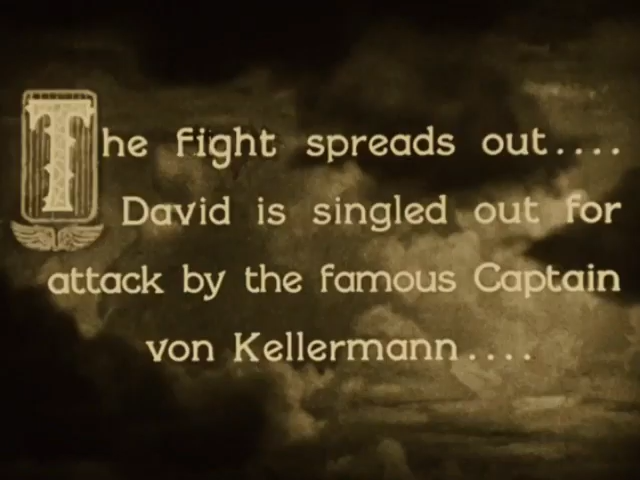 The fight spreads out....
David is singled out for
attack by the famous Captain
von Kellermann....